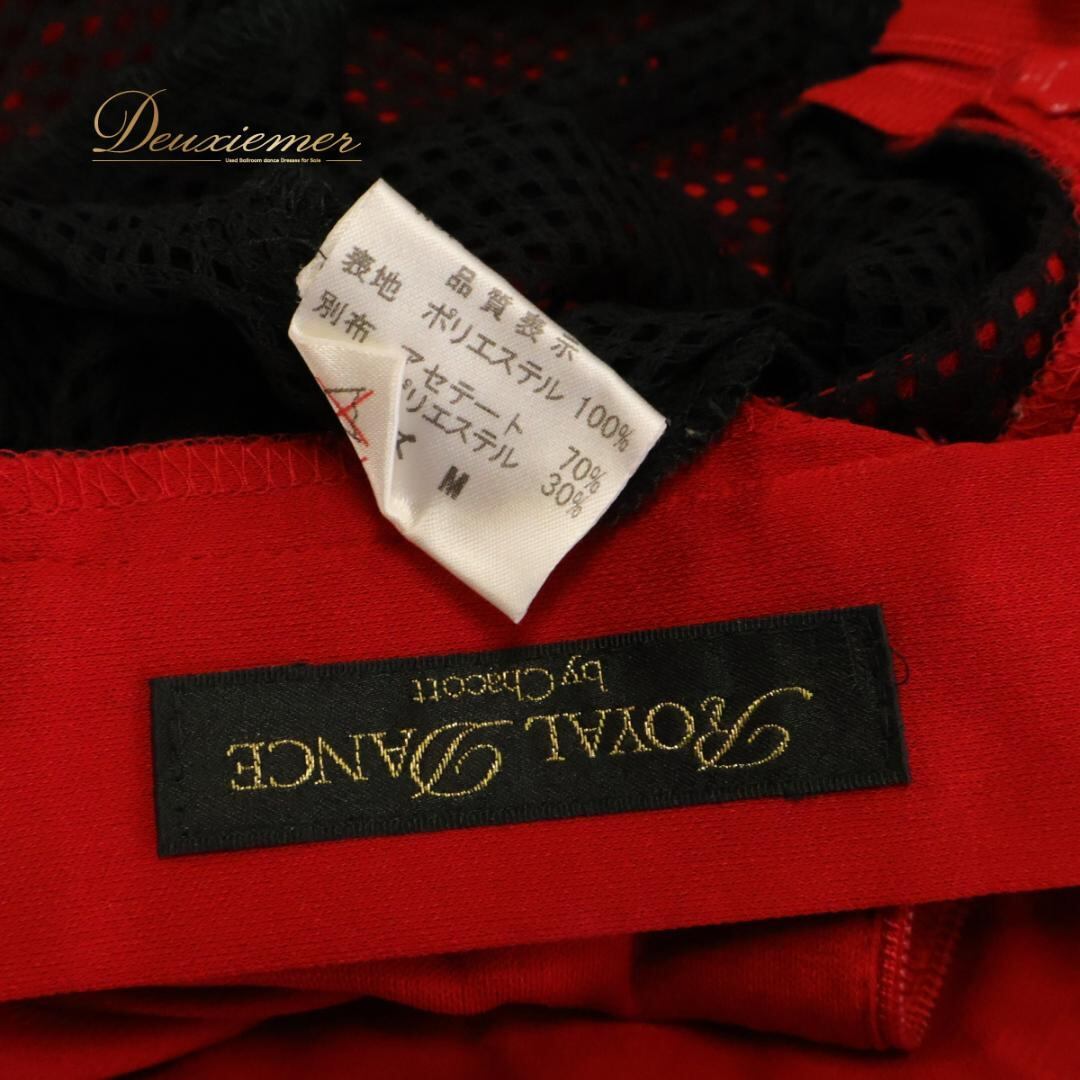 Deuxiemer
Used Ballroom dance Dresses for Sale
品質表示
表地 ポリエステル 100%
別布 アセテート 70%
ポリエステル 30%
ズ M
ROYAL DANCE
by Chacott